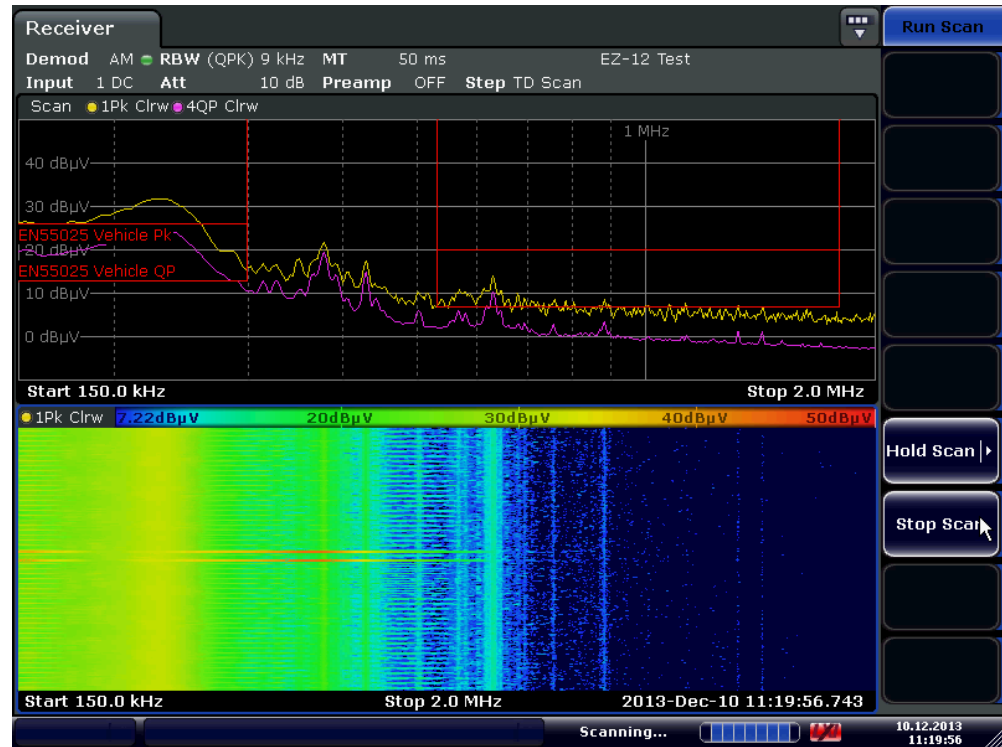 Receiver
Run Scan
Demod AM RBW (QPK) 9 kHz MT 50 ms EZ-12 Test
Input 1 DC Att 10 dB Preamp OFF Step TD Scan
Scan 1Pk Clrw 4QP Clrw
1 MHz
40 dBµV
30 dBµV
EN55025 Vehicle Pk
20 dBµV
EN55025 Vehicle QP
10 dBµV
0 dBµV
Start 150.0 kHz Stop 2.0 MHz
1Pk Clrw 7.22dBµV 20dBµV 30dBµV 40dBµV 50dBµV
Hold Scan
Stop Scan
Start 150.0 kHz Stop 2.0 MHz 2013-Dec-10 11:19:56.743
Scanning... LXI 10.12.2013
11:19:56